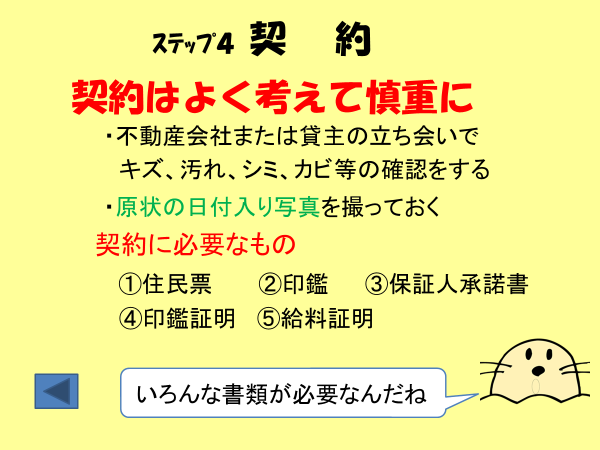 ｽﾃｯﾌﾟ4 契　約
契約はよく考えて慎重に
・不動産会社または貸主の立ち会いで
キズ、汚れ、シミ、カビ等の確認をする
・原状の日付入り写真を撮っておく
契約に必要なもの
①住民票　②印鑑　③保証人承諾書
④印鑑証明　⑤給料証明
いろんな書類が必要なんだね